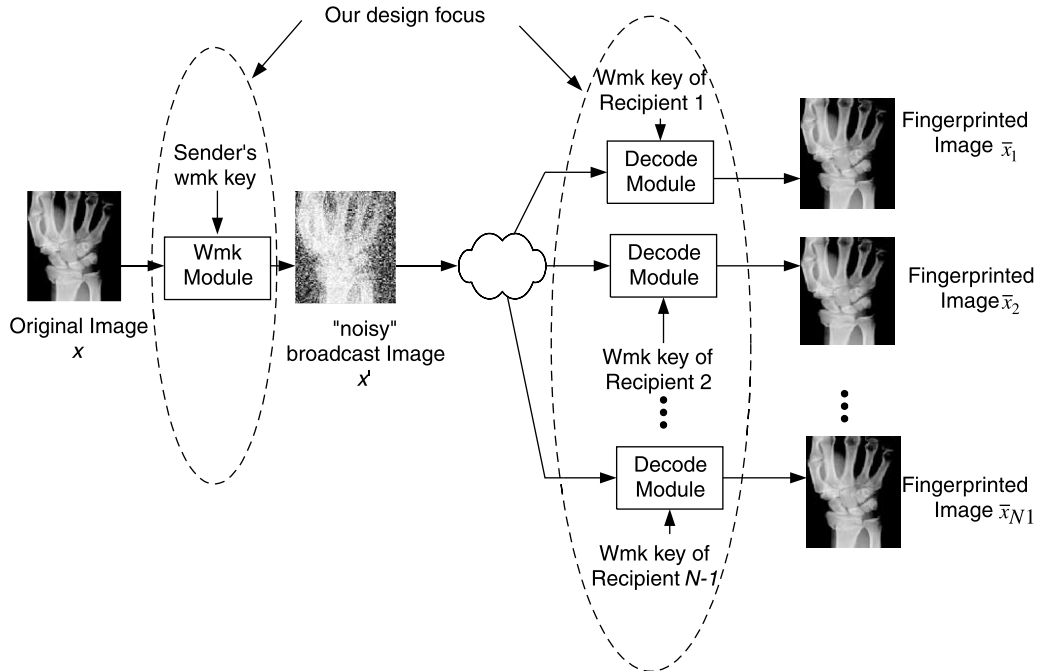 Our design focus
Wmk key of
Recipient 1
Fingerprinted
Image x̅₁
Sender's
wmk key
Decode
Module
Wmk
Module
Decode
Module
Fingerprinted
Image x̅₂
Original Image
x
"noisy"
broadcast Image
x'
Wmk key of
Recipient 2
Decode
Module
Fingerprinted
Image x̅N1
Wmk key of
Recipient N-1